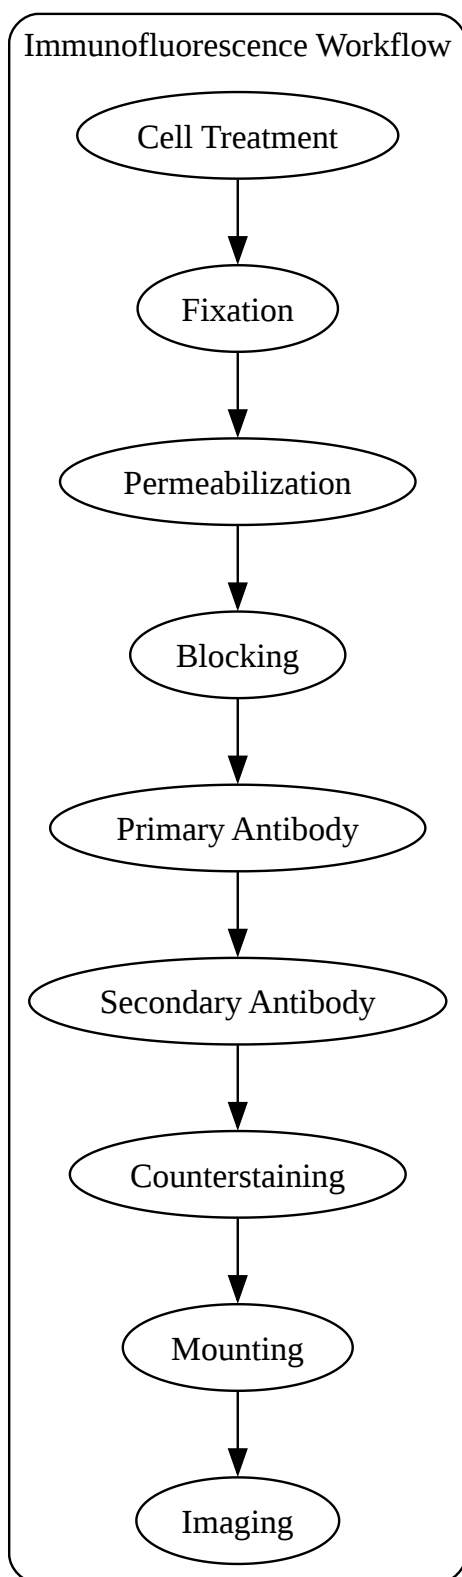 Immunofluorescence Workflow
Cell Treatment
Fixation
Permeabilization
Blocking
Primary Antibody
Secondary Antibody
Counterstaining
Mounting
Imaging